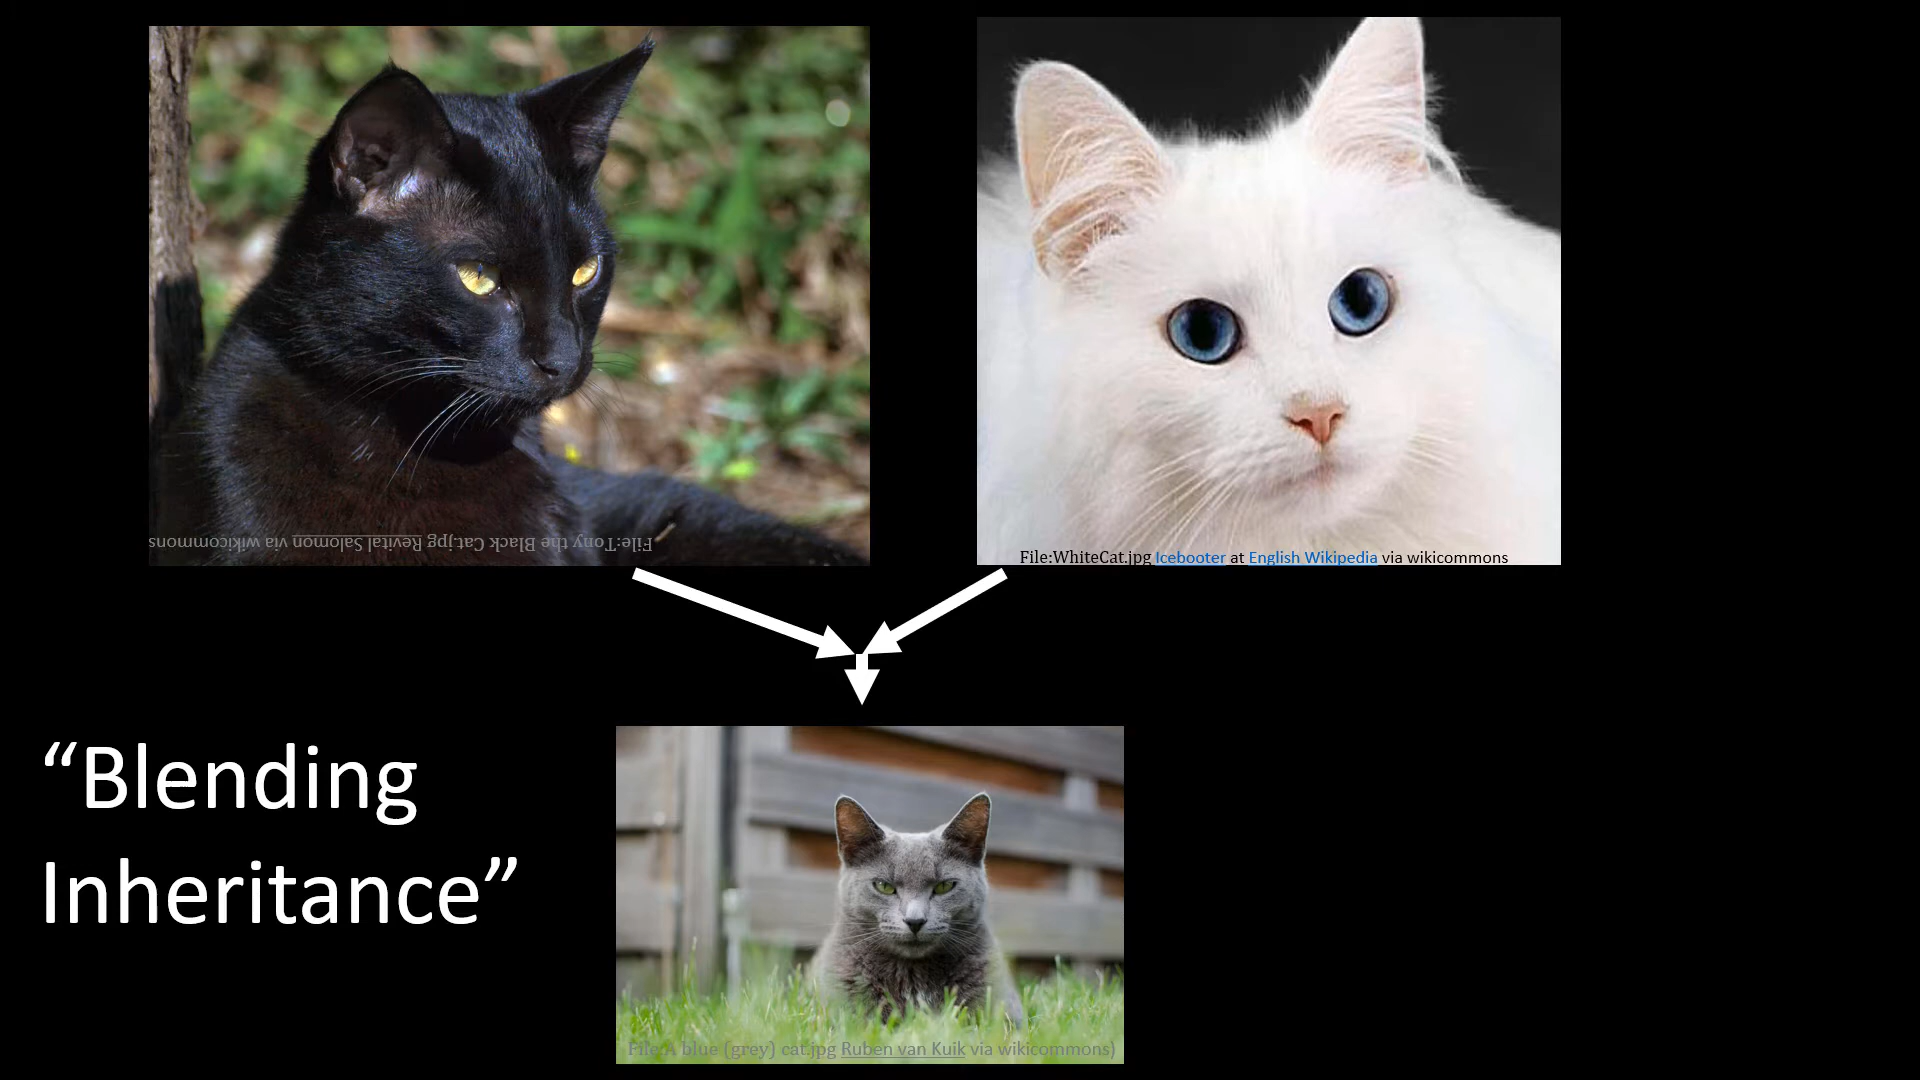 File:Tony the Black Cat.jpg Revital Salomon via wikicommons
File:WhiteCat.jpg Icebooter at English Wikipedia via wikicommons
“Blending
Inheritance”
File:A blue (grey) cat.jpg Ruben van Kuik via wikicommons)